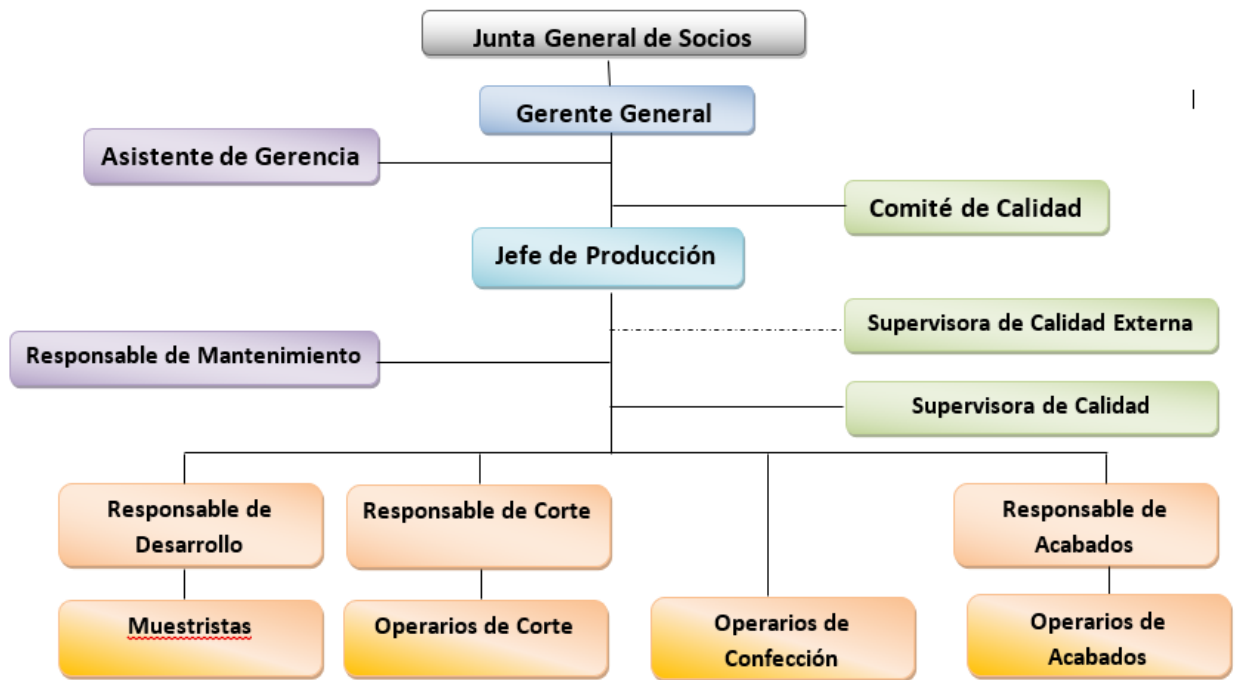 Junta General de Socios
Gerente General
Asistente de Gerencia
Comité de Calidad
Jefe de Producción
Supervisora de Calidad Externa
Responsable de Mantenimiento
Supervisora de Calidad
Responsable de
Desarrollo
Responsable de Corte
Responsable de
Acabados
Muestristas
Operarios de Corte
Operarios de
Confección
Operarios de
Acabados